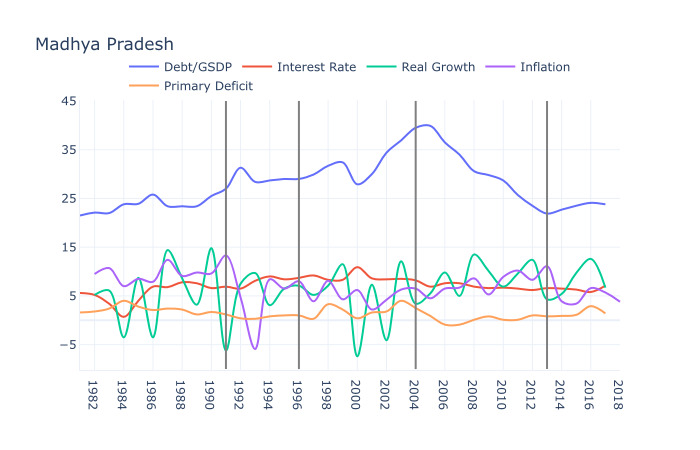 Madhya Pradesh
Debt/GSDP Interest Rate Real Growth Inflation
Primary Deficit
45
35
25
15
5
−5
1982 1984 1986 1988 1990 1992 1994 1996 1998 2000 2002 2004 2006 2008 2010 2012 2014 2016 2018